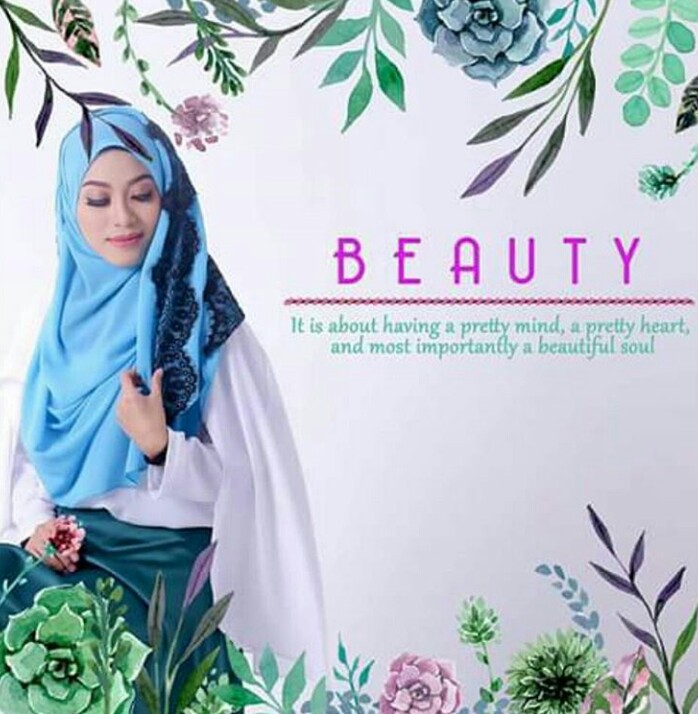 BEAUTY
It is about having a pretty mind, a pretty heart,
and most importantly a beautiful soul